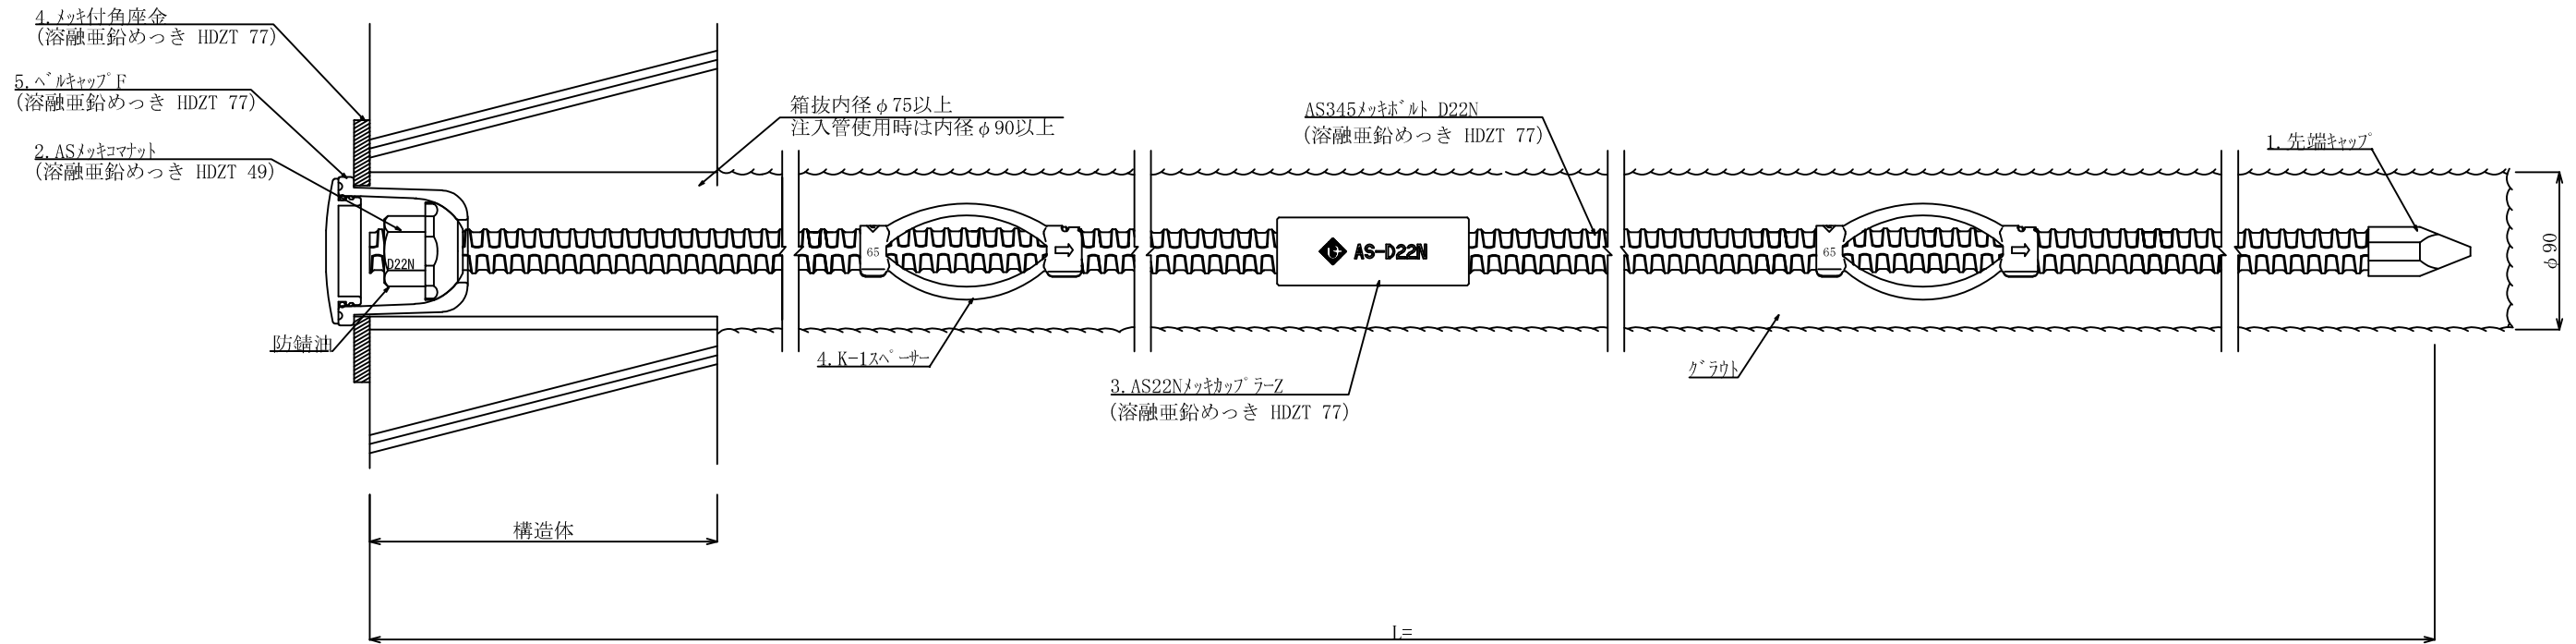 4.メッキ付角座金
(溶融亜鉛めっき HDZT 77)
5.ベルキャップF
(溶融亜鉛めっき HDZT 77)
2.ASメッキコマナット
(溶融亜鉛めっき HDZT 49)
D22N
防錆油
箱抜内径φ75以上
注入管使用時は内径φ90以上
65
4.K-1スペーサー
AS-D22N
3.AS22NメッキカップラーZ
(溶融亜鉛めっき HDZT 77)
AS345メッキボルト D22N
(溶融亜鉛めっき HDZT 77)
65
グラウト
1.先端キャップ
φ90
構造体
L=